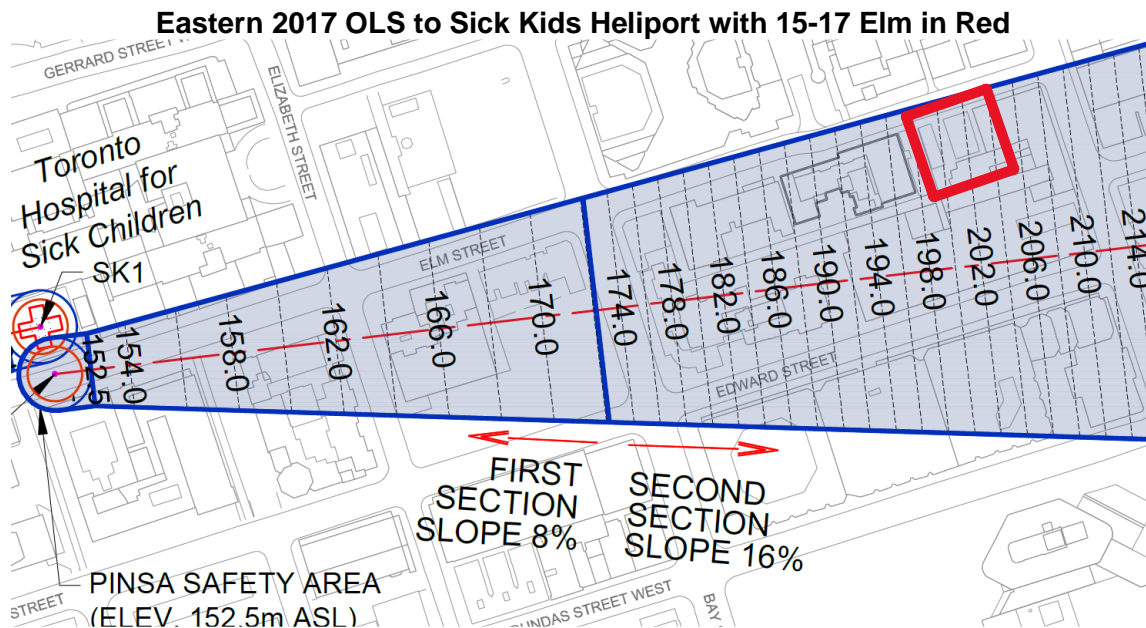 Eastern 2017 OLS to Sick Kids Heliport with 15-17 Elm in Red
GERRARD STREET W
ELIZABETH STREET
Toronto
Hospital for
Sick Children
SK1
ELM STREET
152.5
154.0
158.0
162.0
166.0
170.0
174.0
178.0
182.0
186.0
190.0
194.0
198.0
202.0
206.0
210.0
214.0
EDWARD STREET
FIRST
SECTION
SLOPE 8%
SECOND
SECTION
SLOPE 16%
PINSA SAFETY AREA
(ELEV. 152.5m ASL)
STREET
UNDAS STREET WEST
BAY